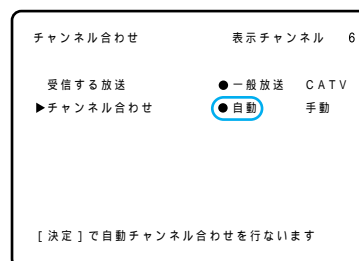 チャンネル合わせ　表示チャンネル　6
受信する放送　●一般放送　CATV
▶チャンネル合わせ　●自動　手動
[決定]で自動チャンネル合わせを行ないます